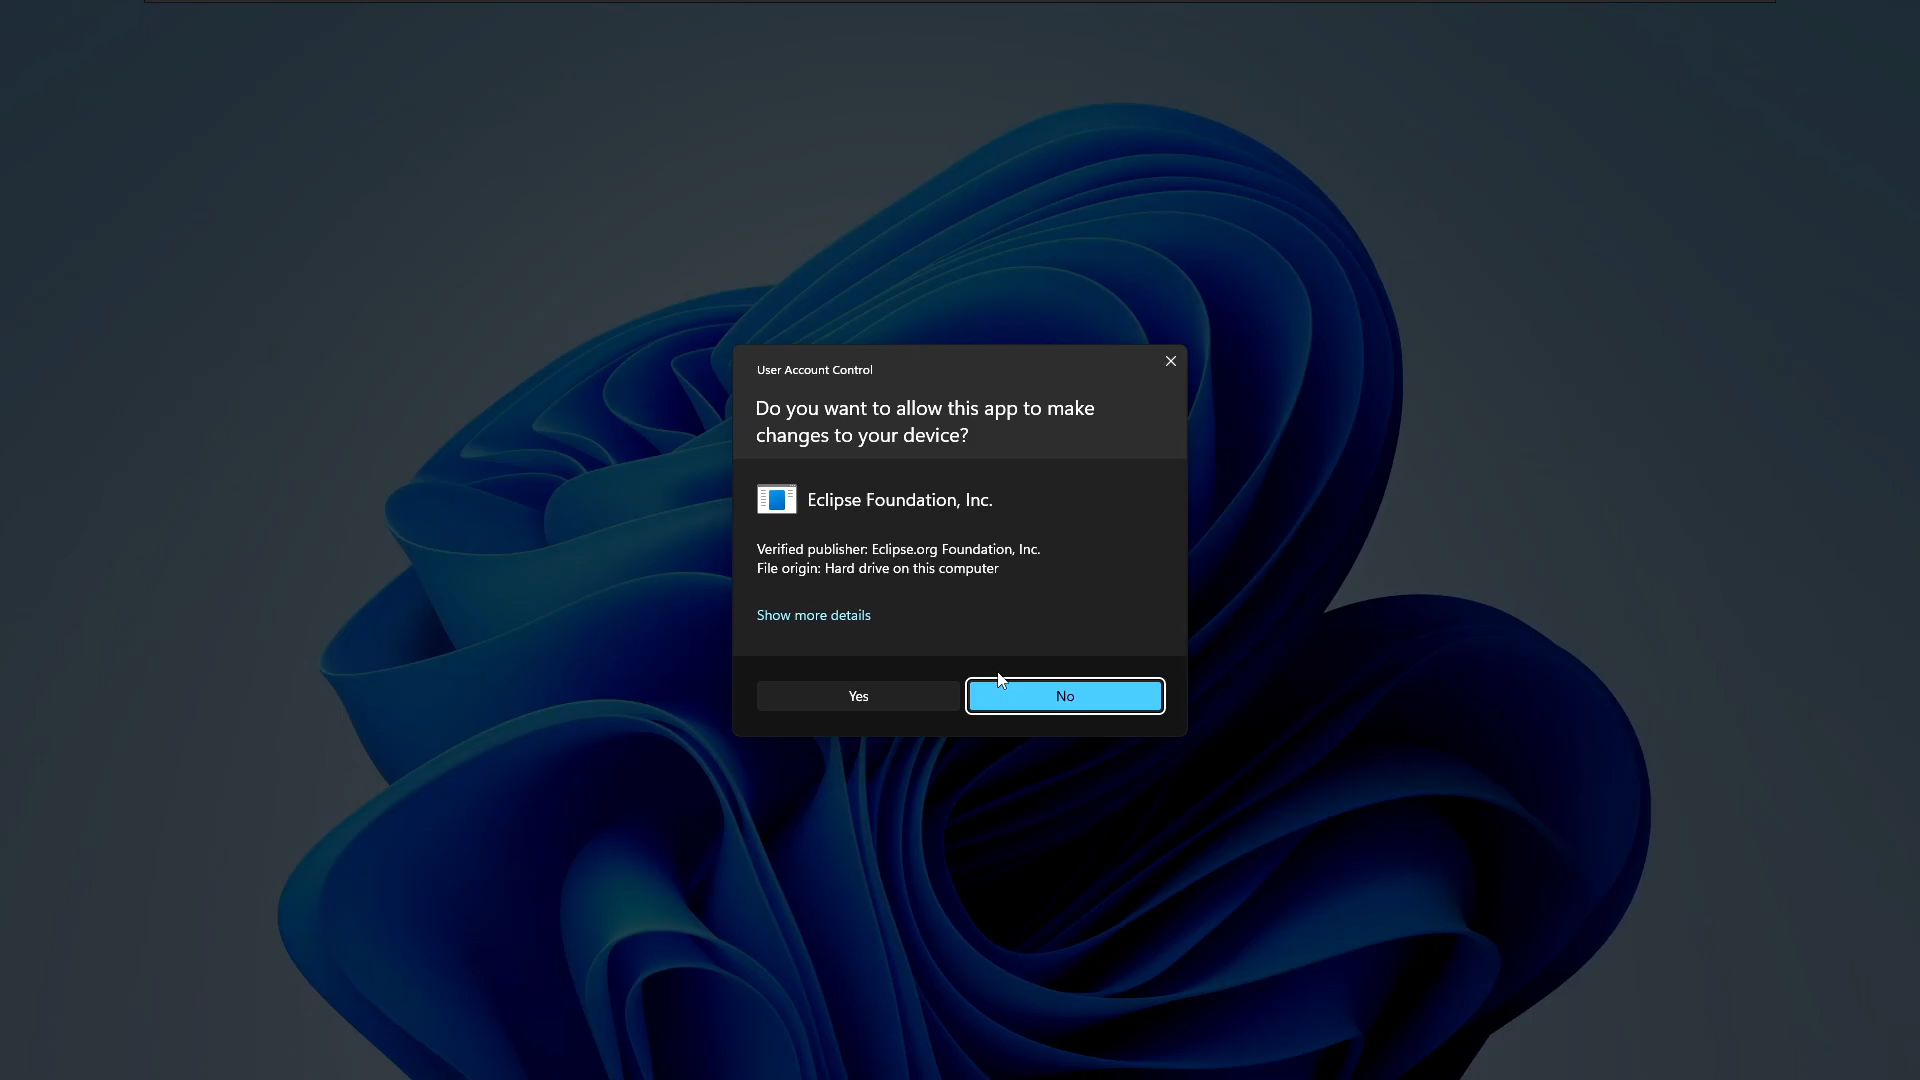 User Account Control
Do you want to allow this app to make
changes to your device?
Eclipse Foundation, Inc.
Verified publisher: Eclipse.org Foundation, Inc.
File origin: Hard drive on this computer
Show more details
Yes
No